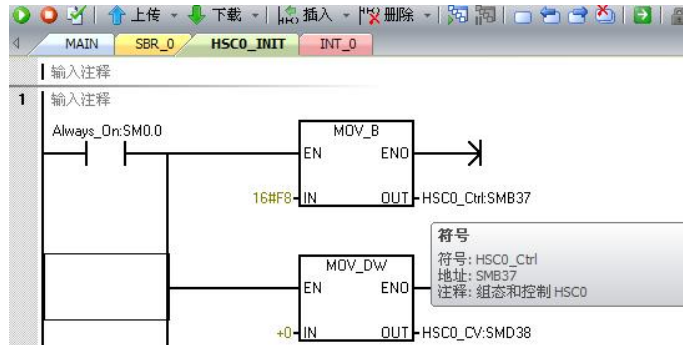 上传 下载 插入 删除
MAIN SBR_0 HSC0_INIT INT_0
输入注释
1 输入注释
Always_On:SM0.0
MOV_B
EN ENO
16#F8 IN OUT HSC0_Ctrl:SMB37
符号
符号: HSC0_Ctrl
地址: SMB37
注释: 组态和控制 HSC0
MOV_DW
EN ENO
+0 IN OUT HSC0_CV:SMD38